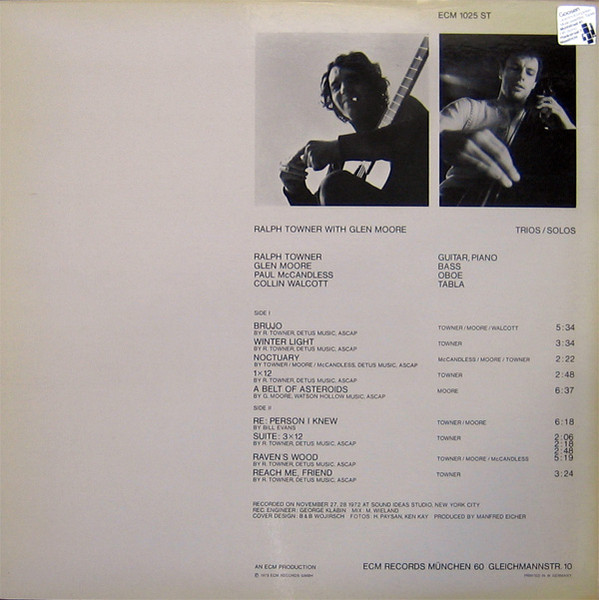 ECM 1025 ST
RALPH TOWNER WITH GLEN MOORE TRIOS / SOLOS
RALPH TOWNER GUITAR, PIANO
GLEN MOORE BASS
PAUL McCANDLESS OBOE
COLLIN WALCOTT TABLA
SIDE I
BRUJO TOWNER / MOORE / WALCOTT 5:34
BY R. TOWNER, DETUS MUSIC, ASCAP
WINTER LIGHT TOWNER 3:34
BY R. TOWNER, DETUS MUSIC, ASCAP
NOCTUARY McCANDLESS / MOORE / TOWNER 2:22
BY TOWNER / MOORE / McCANDLESS, DETUS MUSIC, ASCAP
1×12 TOWNER 2:48
BY R. TOWNER, DETUS MUSIC, ASCAP
A BELT OF ASTEROIDS MOORE 6:37
BY G. MOORE, WATSON HOLLOW MUSIC, ASCAP
SIDE II
RE: PERSON I KNEW TOWNER / MOORE 6:18
BY BILL EVANS
SUITE: 3×12 TOWNER 2:06
BY R. TOWNER, DETUS MUSIC, ASCAP 2:18
2:48
RAVEN'S WOOD TOWNER / MOORE / McCANDLESS 5:19
BY R. TOWNER, DETUS MUSIC, ASCAP
REACH ME, FRIEND TOWNER 3:24
BY R. TOWNER, DETUS MUSIC, ASCAP
RECORDED ON NOVEMBER 27, 28 1972 AT SOUND IDEAS STUDIO, NEW YORK CITY
REC. ENGINEER: GEORGE KLABIN MIX: M. WIELAND
COVER DESIGN: B & B WOJIRSCH FOTOS: H. PAYSAN, KEN KAY PRODUCED BY MANFRED EICHER
AN ECM PRODUCTION ECM RECORDS MÜNCHEN 60 GLEICHMANNSTR. 10
℗ 1973 ECM RECORDS GMBH PRINTED IN W. GERMANY